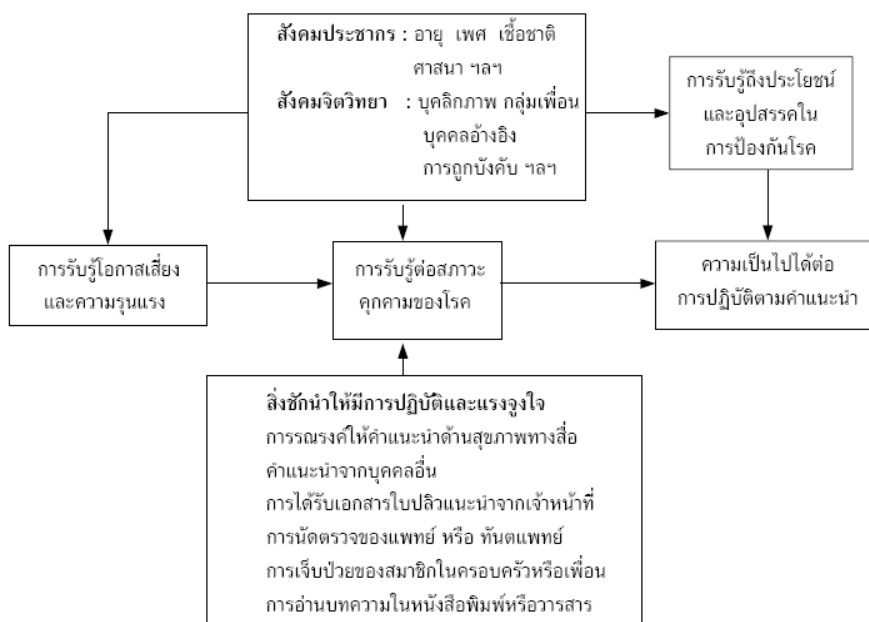 สังคมประชากร : อายุ เพศ เชื้อชาติ
ศาสนา ฯลฯ
สังคมจิตวิทยา : บุคลิกภาพ กลุ่มเพื่อน
บุคคลอ้างอิง
การถูกบังคับ ฯลฯ
การรับรู้ถึงประโยชน์
และอุปสรรคใน
การป้องกันโรค
การรับรู้โอกาสเสี่ยง
และความรุนแรง
การรับรู้ต่อสภาวะ
คุกคามของโรค
ความเป็นไปได้ต่อ
การปฏิบัติตามคำแนะนำ
สิ่งชักนำให้มีการปฏิบัติและแรงจูงใจ
การรณรงค์ให้คำแนะนำด้านสุขภาพทางสื่อ
คำแนะนำจากบุคคลอื่น
การได้รับเอกสารใบปลิวแนะนำจากเจ้าหน้าที่
การนัดตรวจของแพทย์ หรือ ทันตแพทย์
การเจ็บป่วยของสมาชิกในครอบครัวหรือเพื่อน
การอ่านบทความในหนังสือพิมพ์หรือวารสาร